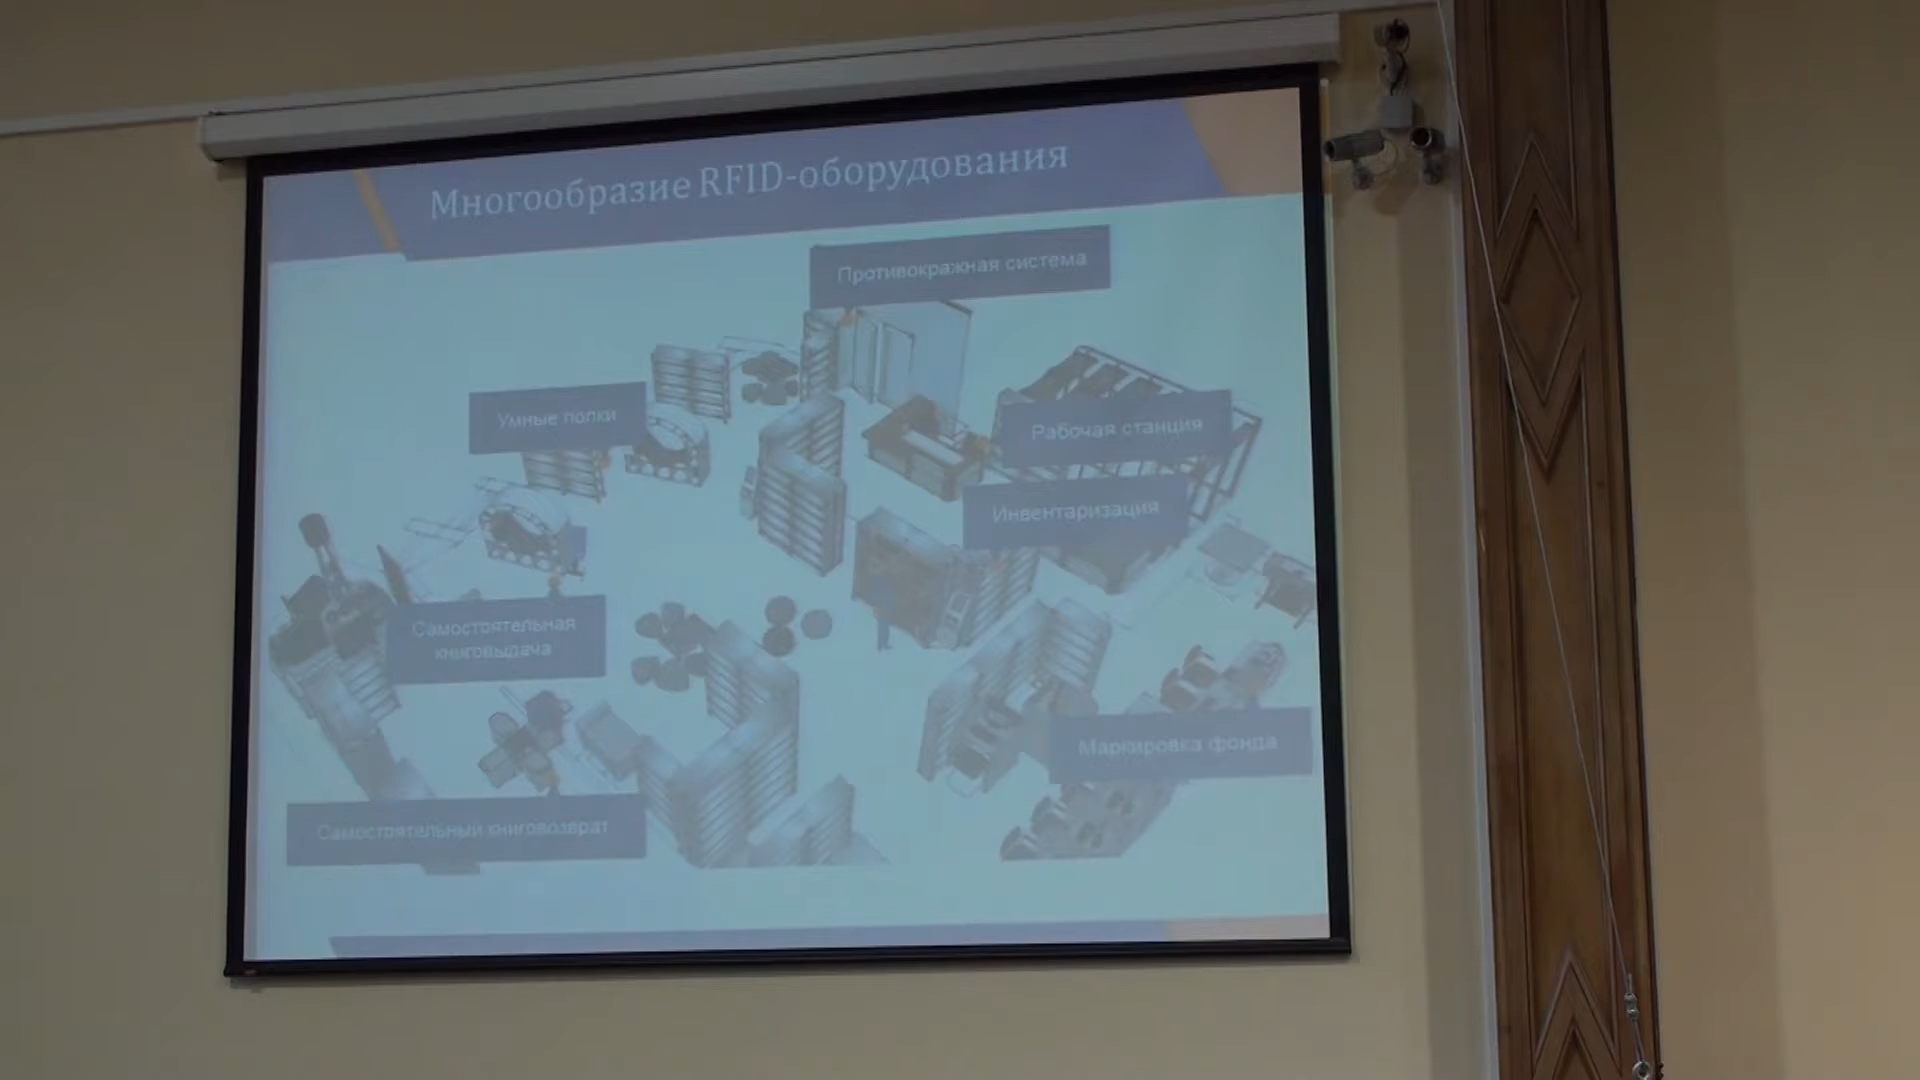 Многообразие RFID-оборудования
Противокражная система
Умные полки
Рабочая станция
Инвентаризация
Самостоятельная
книговыдача
Маркировка фонда
Самостоятельный книговозврат